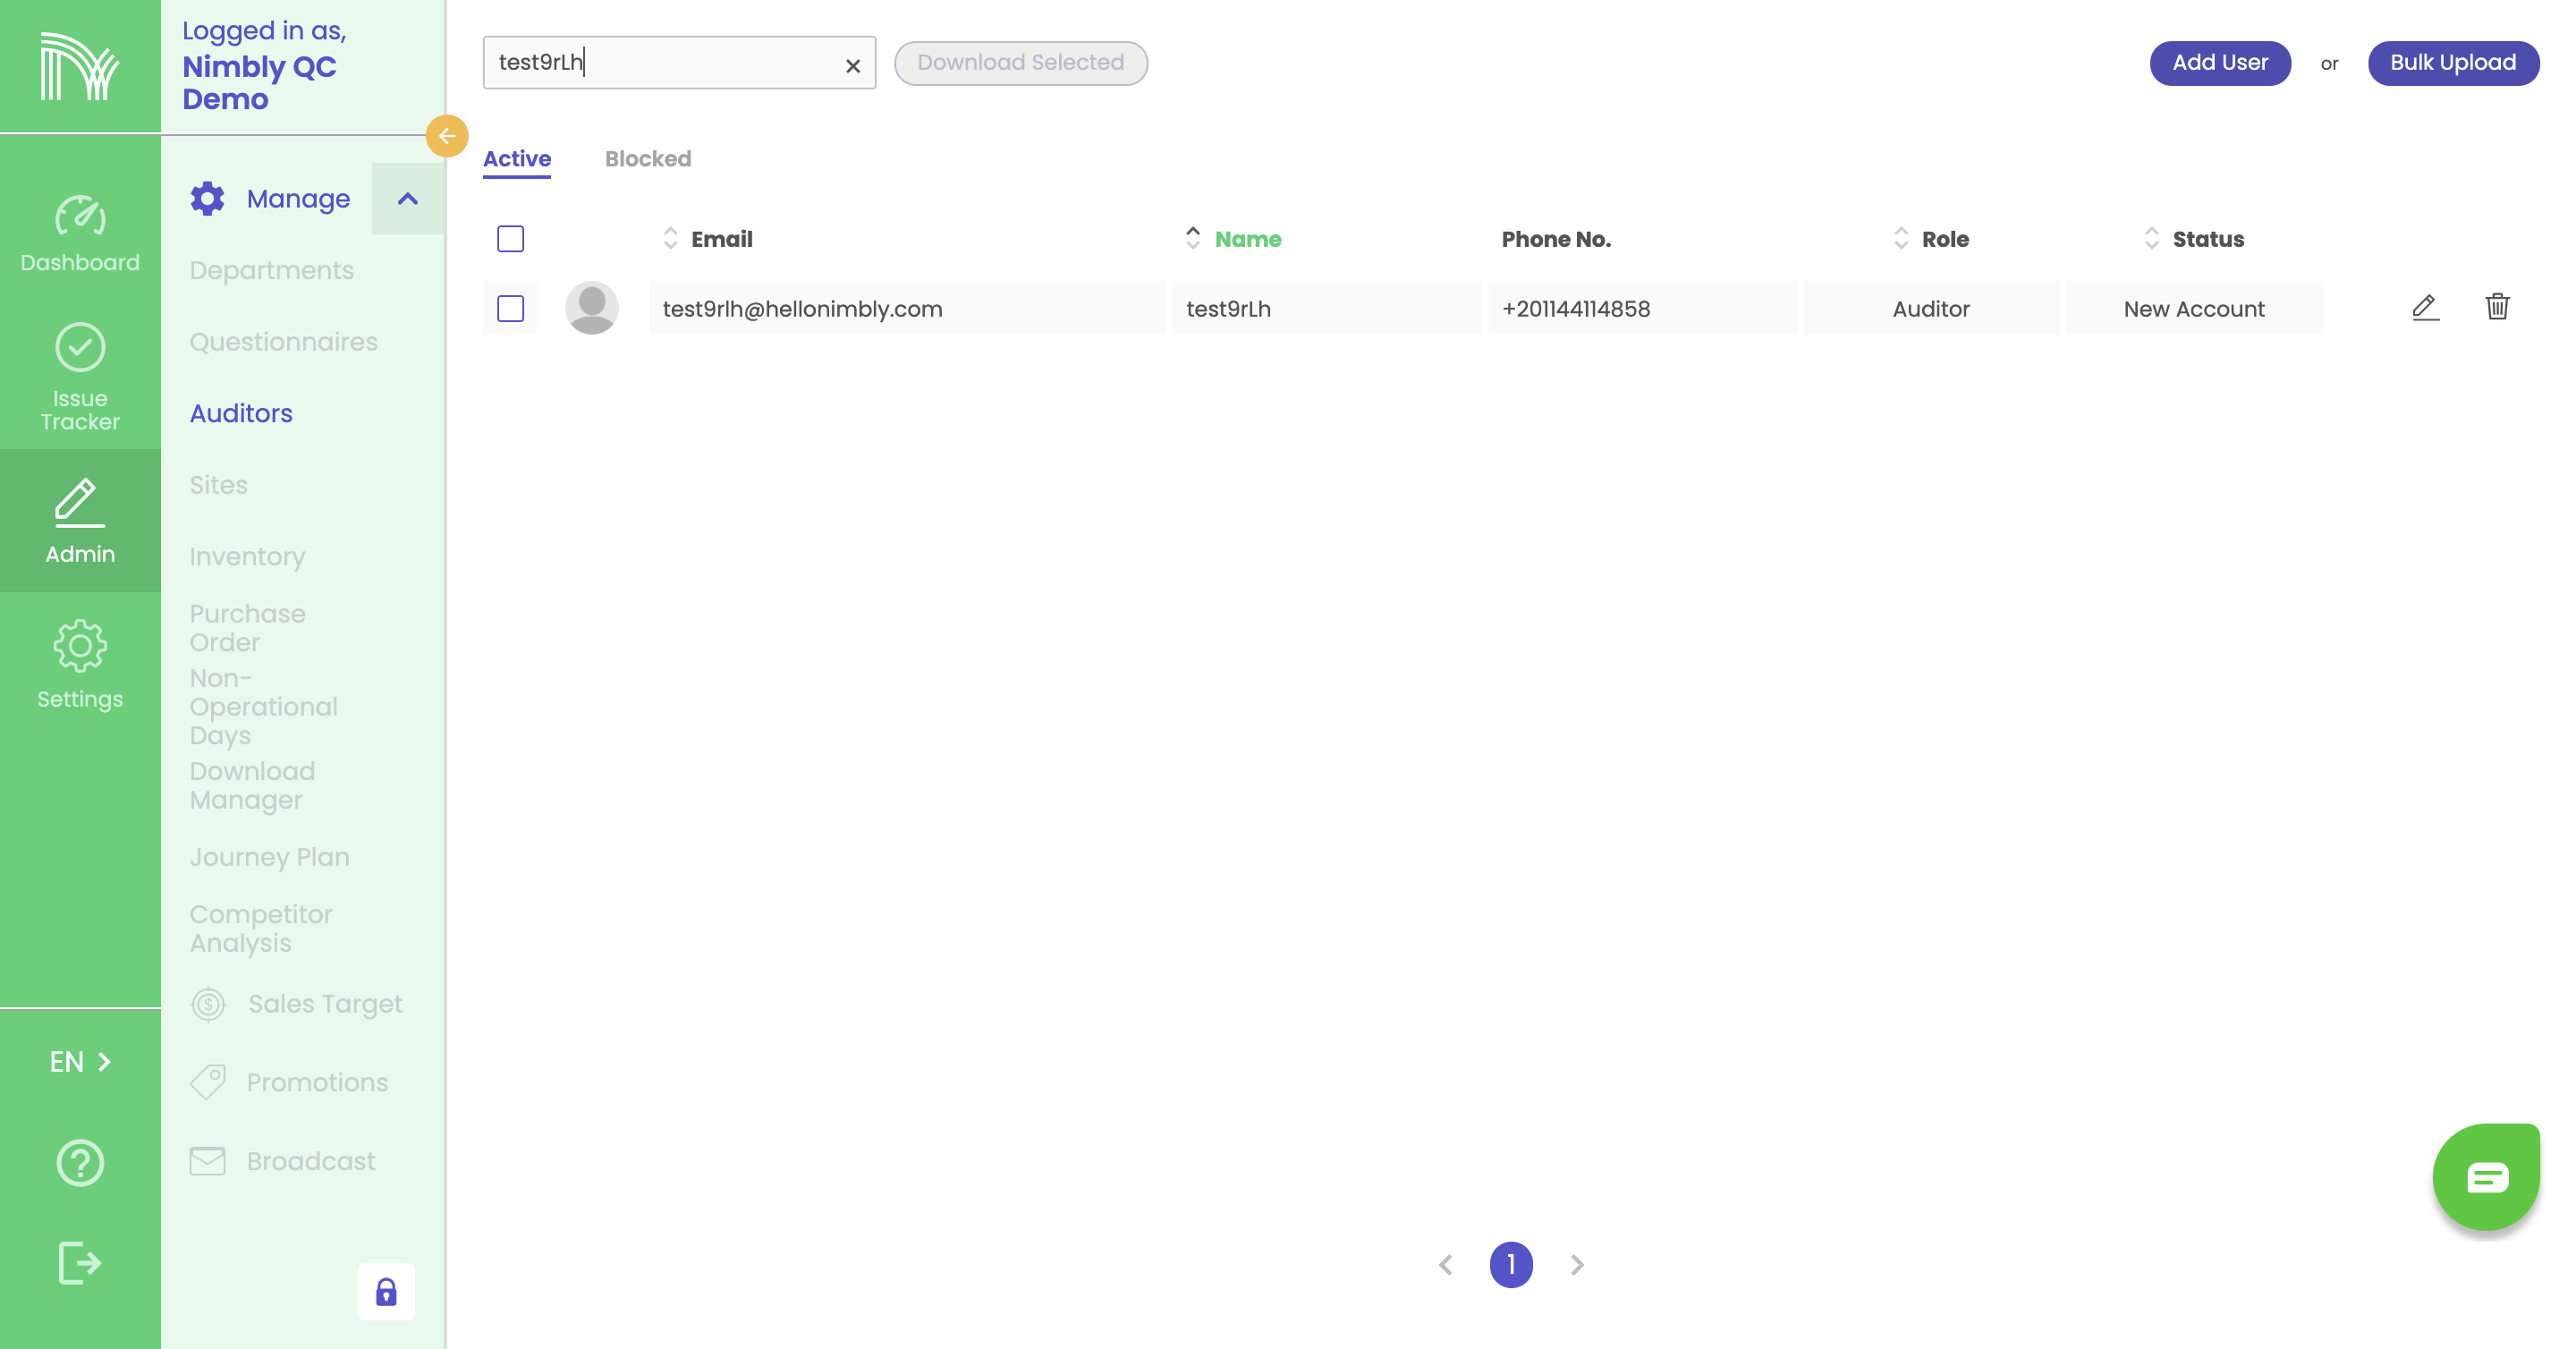 Logged in as,
Nimbly QC
Demo
test9rLh
Download Selected
Add User
or
Bulk Upload
Active
Blocked
Manage
Departments
Questionnaires
Auditors
Sites
Inventory
Purchase
Order
Non-
Operational
Days
Download
Manager
Journey Plan
Competitor
Analysis
Sales Target
Promotions
Broadcast
Dashboard
Issue
Tracker
Admin
Settings
EN
Email
Name
Phone No.
Role
Status
test9rlh@hellonimbly.com
test9rLh
+201144114858
Auditor
New Account
1